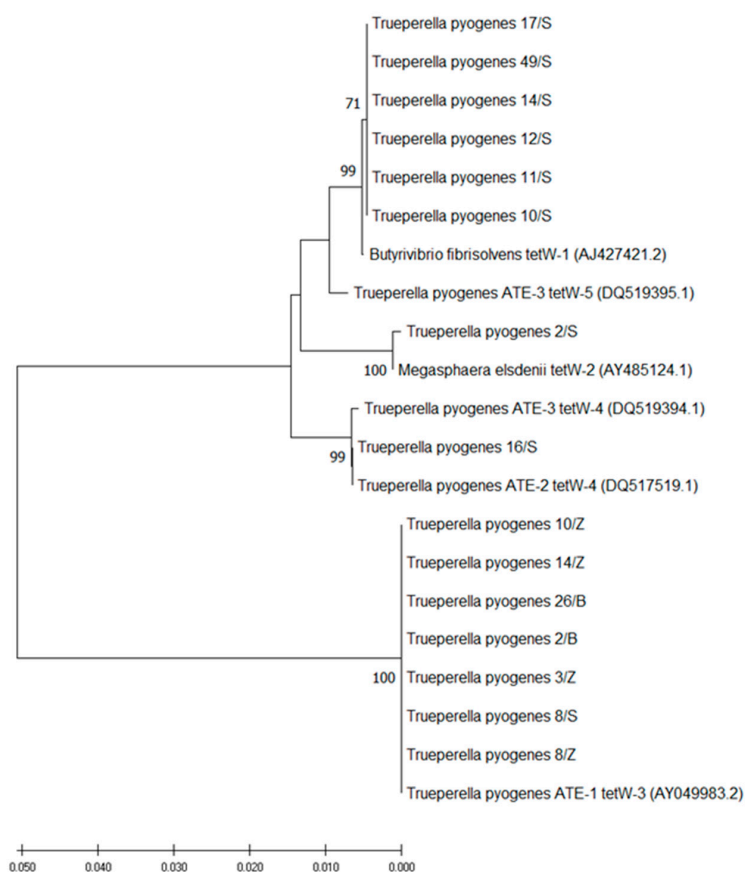 Trueperella pyogenes 17/S
Trueperella pyogenes 49/S
71
Trueperella pyogenes 14/S
Trueperella pyogenes 12/S
99
Trueperella pyogenes 11/S
Trueperella pyogenes 10/S
Butyrivibrio fibrisolvens tetW-1 (AJ427421.2)
Trueperella pyogenes ATE-3 tetW-5 (DQ519395.1)
Trueperella pyogenes 2/S
100
Megasphaera elsdenii tetW-2 (AY485124.1)
Trueperella pyogenes ATE-3 tetW-4 (DQ519394.1)
Trueperella pyogenes 16/S
99
Trueperella pyogenes ATE-2 tetW-4 (DQ517519.1)
Trueperella pyogenes 10/Z
Trueperella pyogenes 14/Z
Trueperella pyogenes 26/B
Trueperella pyogenes 2/B
100
Trueperella pyogenes 3/Z
Trueperella pyogenes 8/S
Trueperella pyogenes 8/Z
Trueperella pyogenes ATE-1 tetW-3 (AY049983.2)
0.050 0.040 0.030 0.020 0.010 0.000